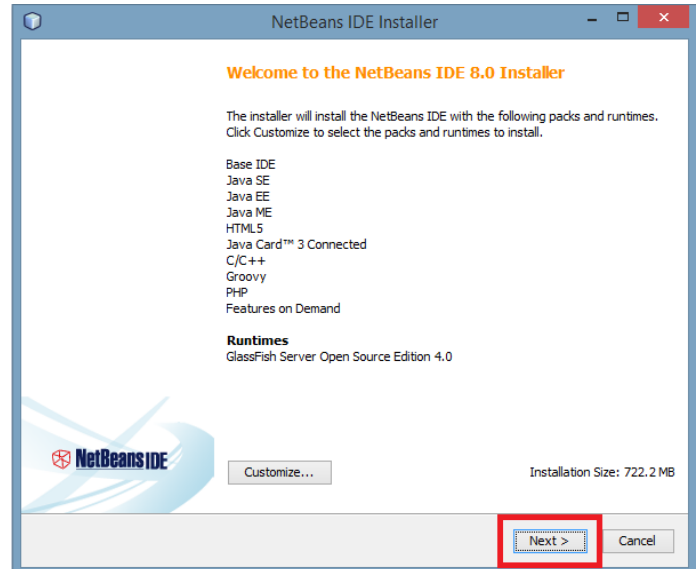 NetBeans IDE Installer
Welcome to the NetBeans IDE 8.0 Installer
The installer will install the NetBeans IDE with the following packs and runtimes.
Click Customize to select the packs and runtimes to install.
Base IDE
Java SE
Java EE
Java ME
HTML5
Java Card™ 3 Connected
C/C++
Groovy
PHP
Features on Demand
Runtimes
GlassFish Server Open Source Edition 4.0
NetBeans IDE
Customize...
Installation Size: 722.2 MB
Next >
Cancel